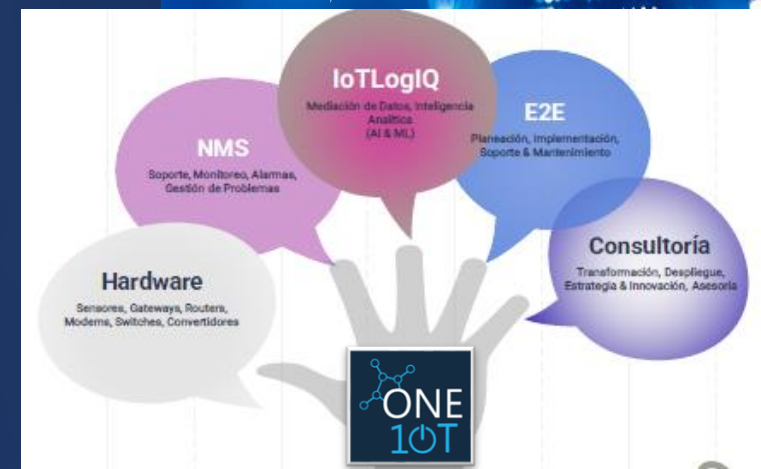 IoTLogIQ
Mediación de Datos, Inteligencia
Analítica
(AI & ML)
E2E
Planeación, Implementación,
Soporte & Mantenimiento
NMS
Soporte, Monitoreo, Alarmas,
Gestión de Problemas
Consultoría
Transformación, Despliegue,
Estrategia & Innovación, Asesoría
Hardware
Sensores, Gateways, Routers,
Modems, Switches, Convertidores
ONE
1OT